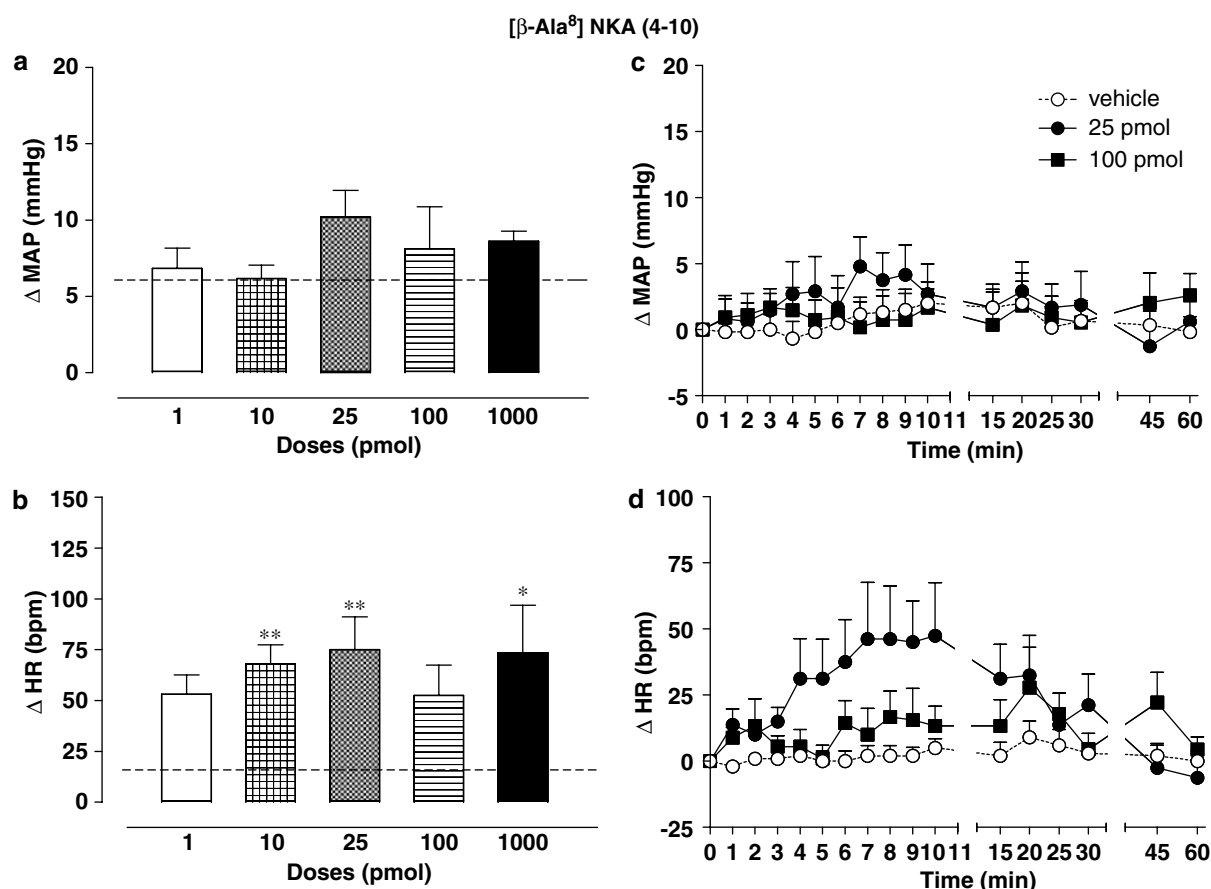 [β-Ala⁸] NKA (4-10)
a
Δ MAP (mmHg)
20
15
10
5
0
1 10 25 100 1000
Doses (pmol)
c
Δ MAP (mmHg)
20
15
10
5
0
-5
vehicle
25 pmol
100 pmol
0 1 2 3 4 5 6 7 8 9 10 11 15 20 25 30 45 60
Time (min)
b
Δ HR (bpm)
150
125
100
75
50
25
0
** ** *
1 10 25 100 1000
Doses (pmol)
d
Δ HR (bpm)
100
75
50
25
0
-25
0 1 2 3 4 5 6 7 8 9 10 11 15 20 25 30 45 60
Time (min)